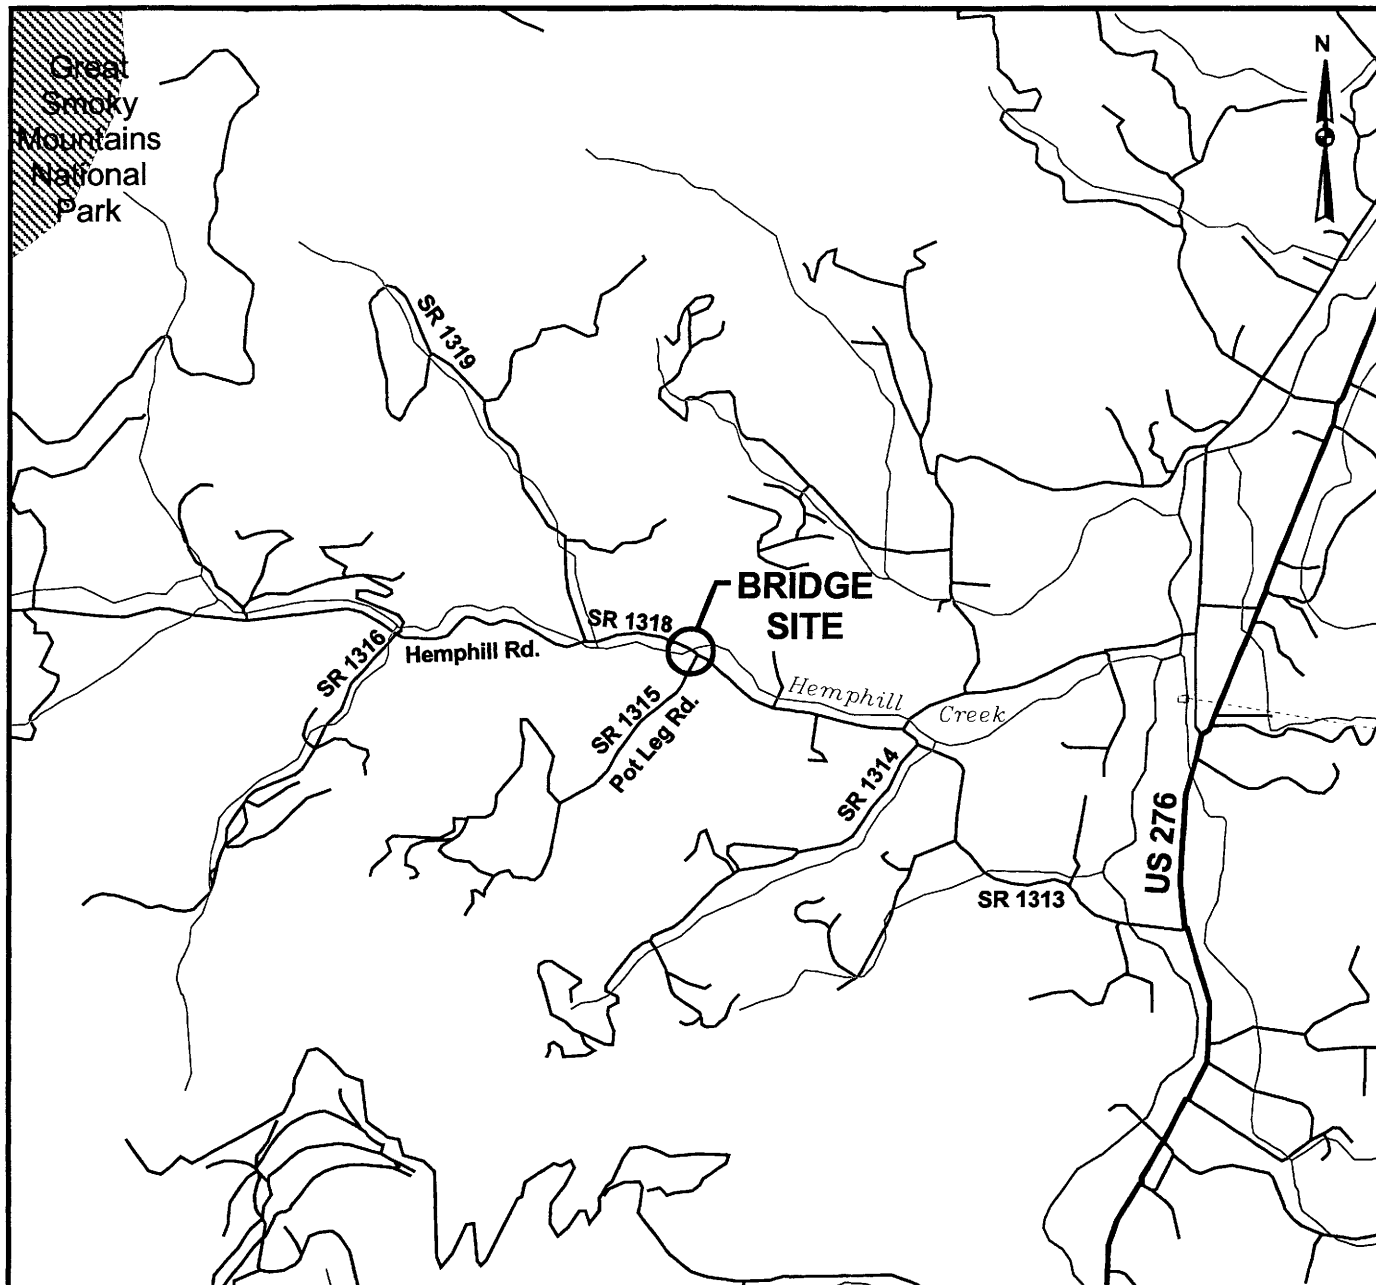 Great
Smoky
Mountains
National
Park
N
SR 1319
BRIDGE
SITE
SR 1318
Hemphill Rd.
SR 1316
SR 1315
Pot Leg Rd.
Hemphill
Creek
SR 1314
US 276
SR 1313